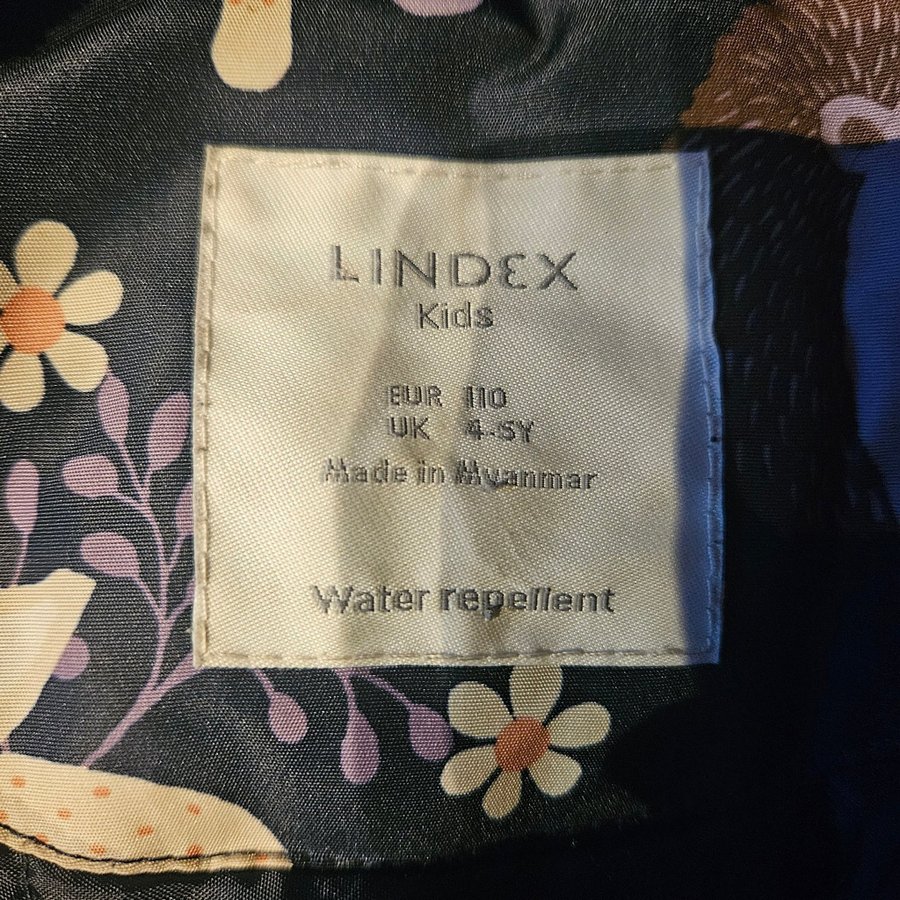 LINDEX
Kids
EUR 110
UK 4-5Y
Made in Myanmar
Water repellent